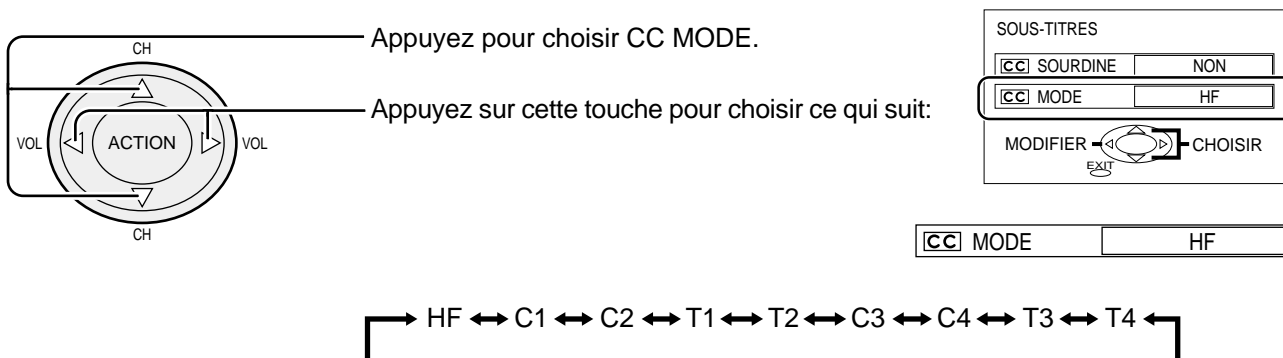 CH
VOL
ACTION
VOL
CH
Appuyez pour choisir CC MODE.
Appuyez sur cette touche pour choisir ce qui suit:
SOUS-TITRES
CC SOURDINE NON
CC MODE HF
MODIFIER CHOISIR
EXIT
CC MODE HF
HF C1 C2 T1 T2 C3 C4 T3 T4